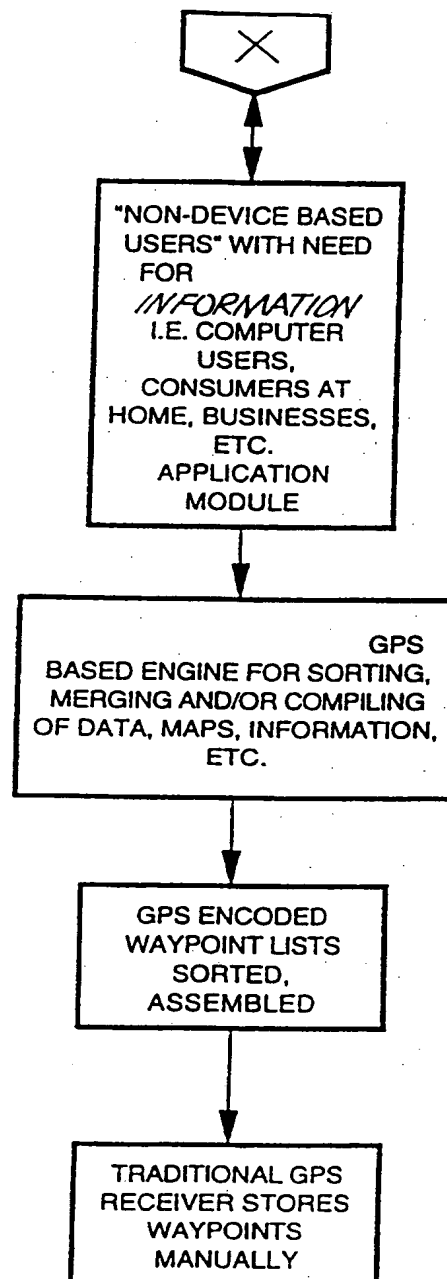 X
"NON-DEVICE BASED
USERS" WITH NEED
FOR
INFORMATION
I.E. COMPUTER
USERS,
CONSUMERS AT
HOME, BUSINESSES,
ETC.
APPLICATION
MODULE
GPS
BASED ENGINE FOR SORTING,
MERGING AND/OR COMPILING
OF DATA, MAPS, INFORMATION,
ETC.
GPS ENCODED
WAYPOINT LISTS
SORTED,
ASSEMBLED
TRADITIONAL GPS
RECEIVER STORES
WAYPOINTS
MANUALLY